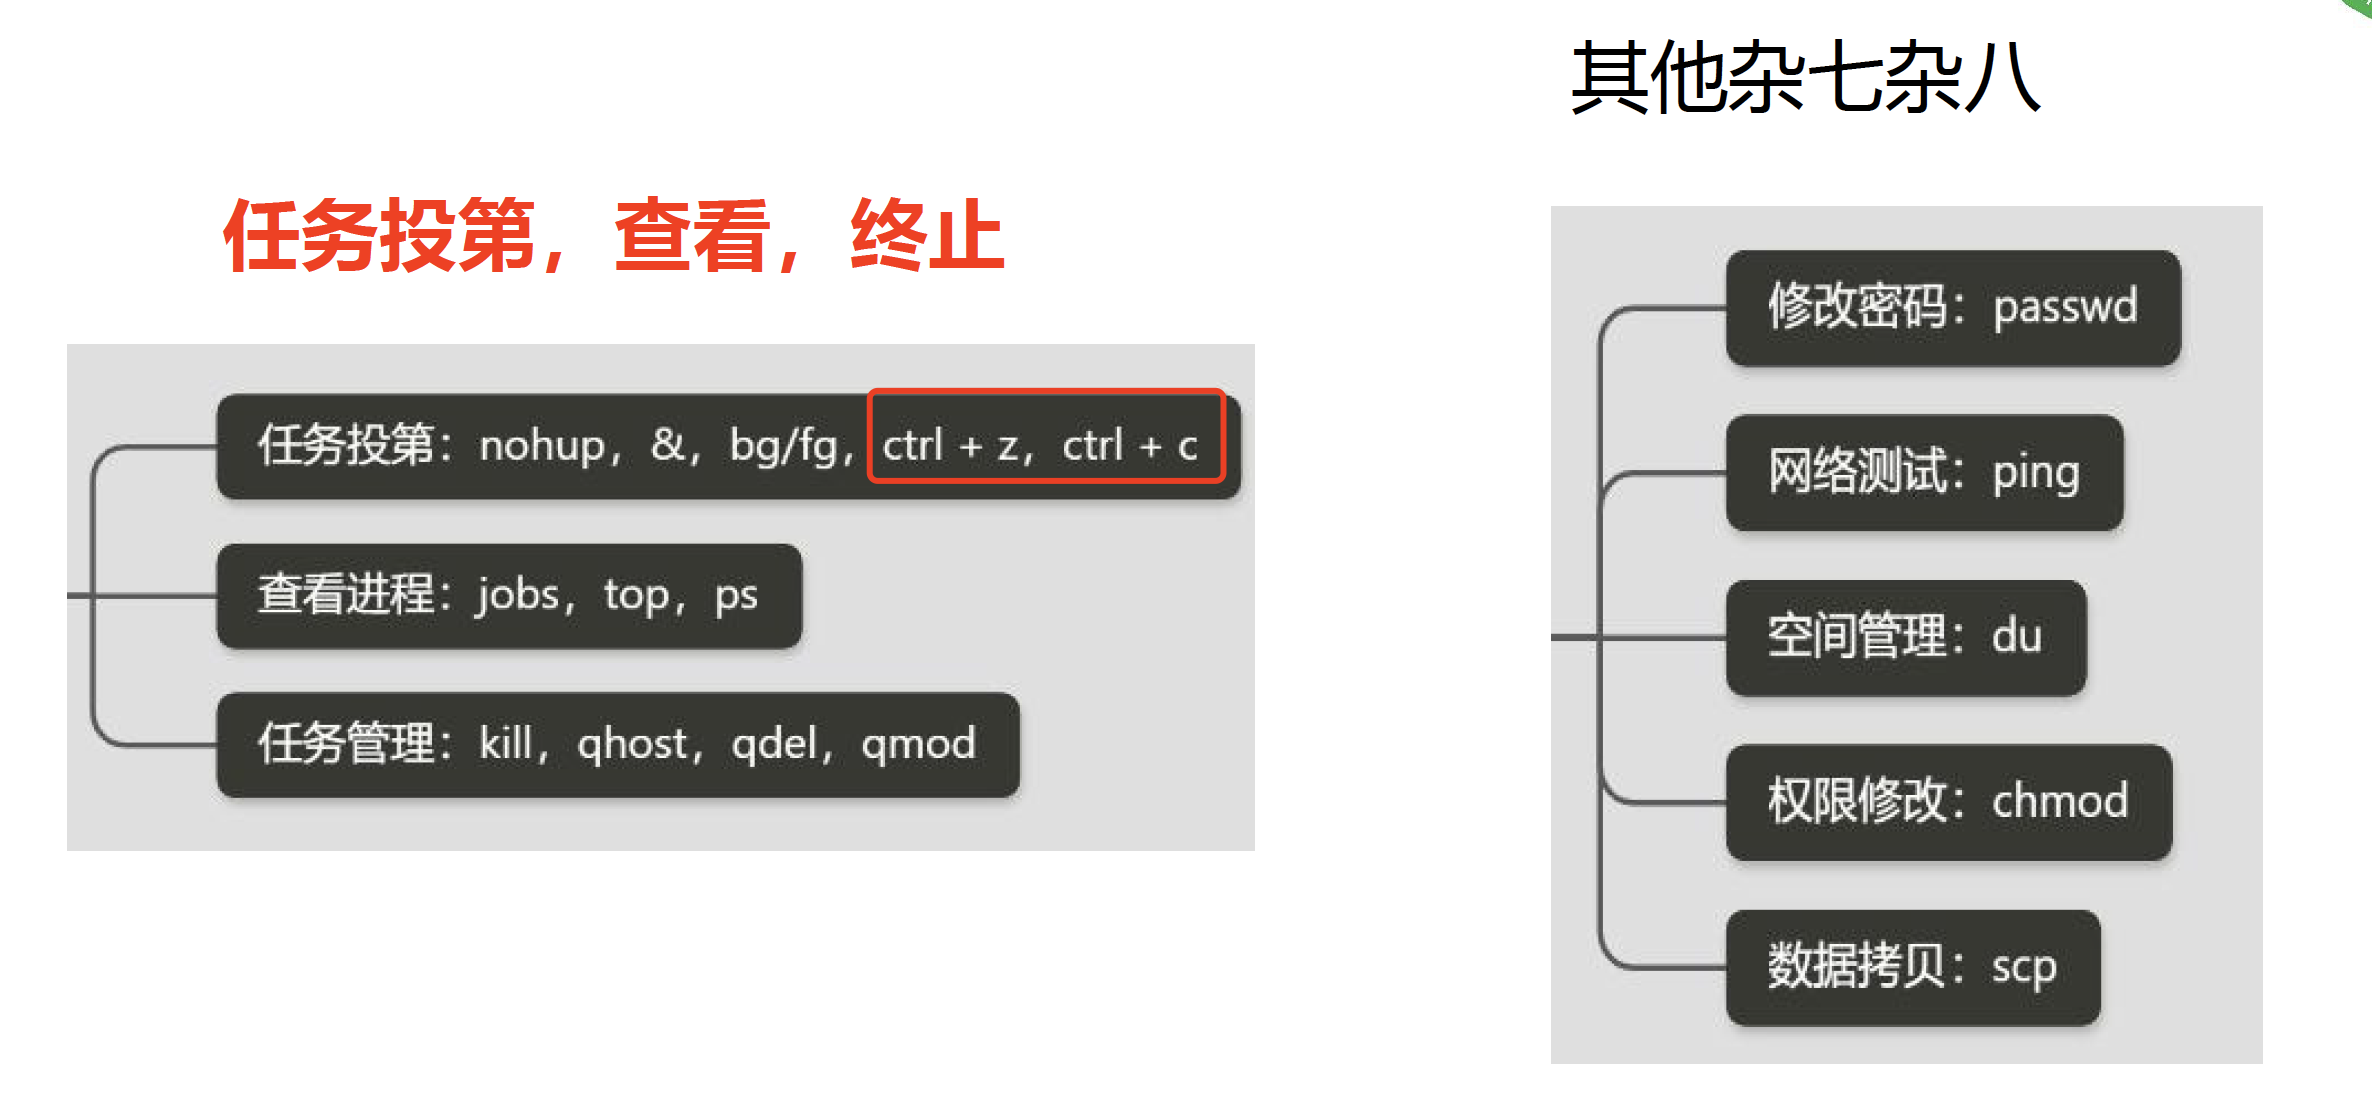 其他杂七杂八
任务投第，查看，终止
任务投第：nohup，&，bg/fg，ctrl + z，ctrl + c
查看进程：jobs，top，ps
任务管理：kill，qhost，qdel，qmod
修改密码：passwd
网络测试：ping
空间管理：du
权限修改：chmod
数据拷贝：scp